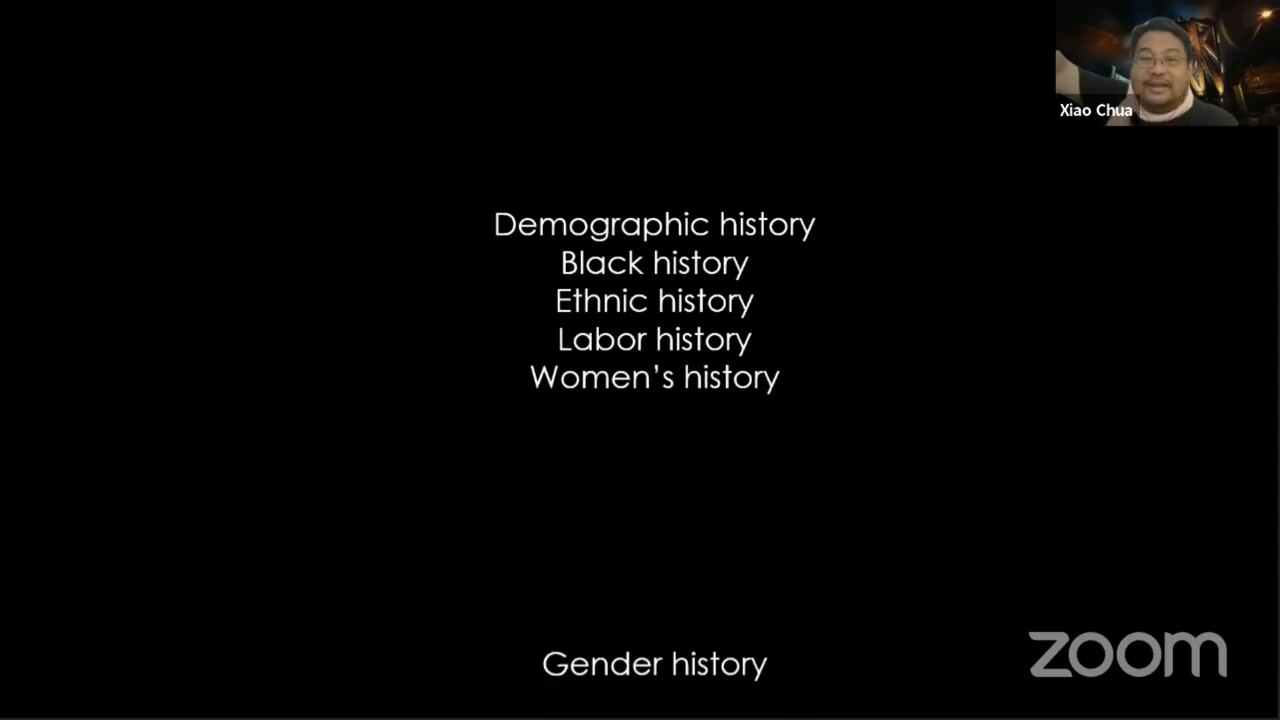 Xiao Chua
Demographic history
Black history
Ethnic history
Labor history
Women’s history
Gender history
zoom